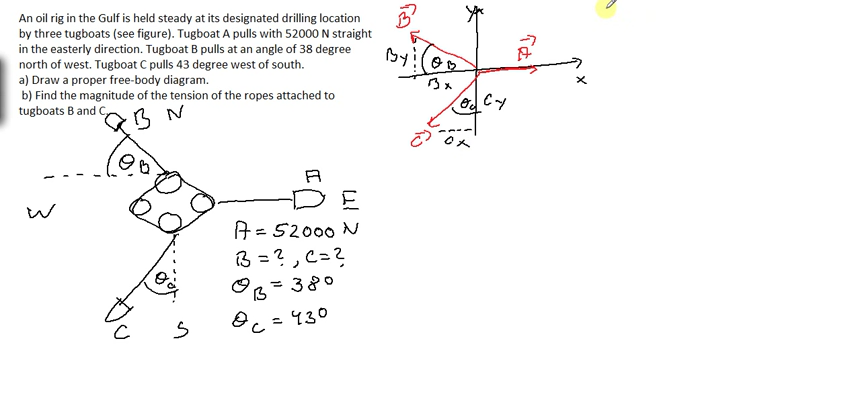 An oil rig in the Gulf is held steady at its designated drilling location
by three tugboats (see figure). Tugboat A pulls with 52000 N straight
in the easterly direction. Tugboat B pulls at an angle of 38 degree
north of west. Tugboat C pulls 43 degree west of south.
a) Draw a proper free-body diagram.
b) Find the magnitude of the tension of the ropes attached to
tugboats B and C.
B N
θB
W
A
E
θc
C S
A = 52000 N
B = ?, C = ?
θB = 38°
θC = 43°
B
y
A
By
θB
Bx
x
θc
Cy
C
Cx